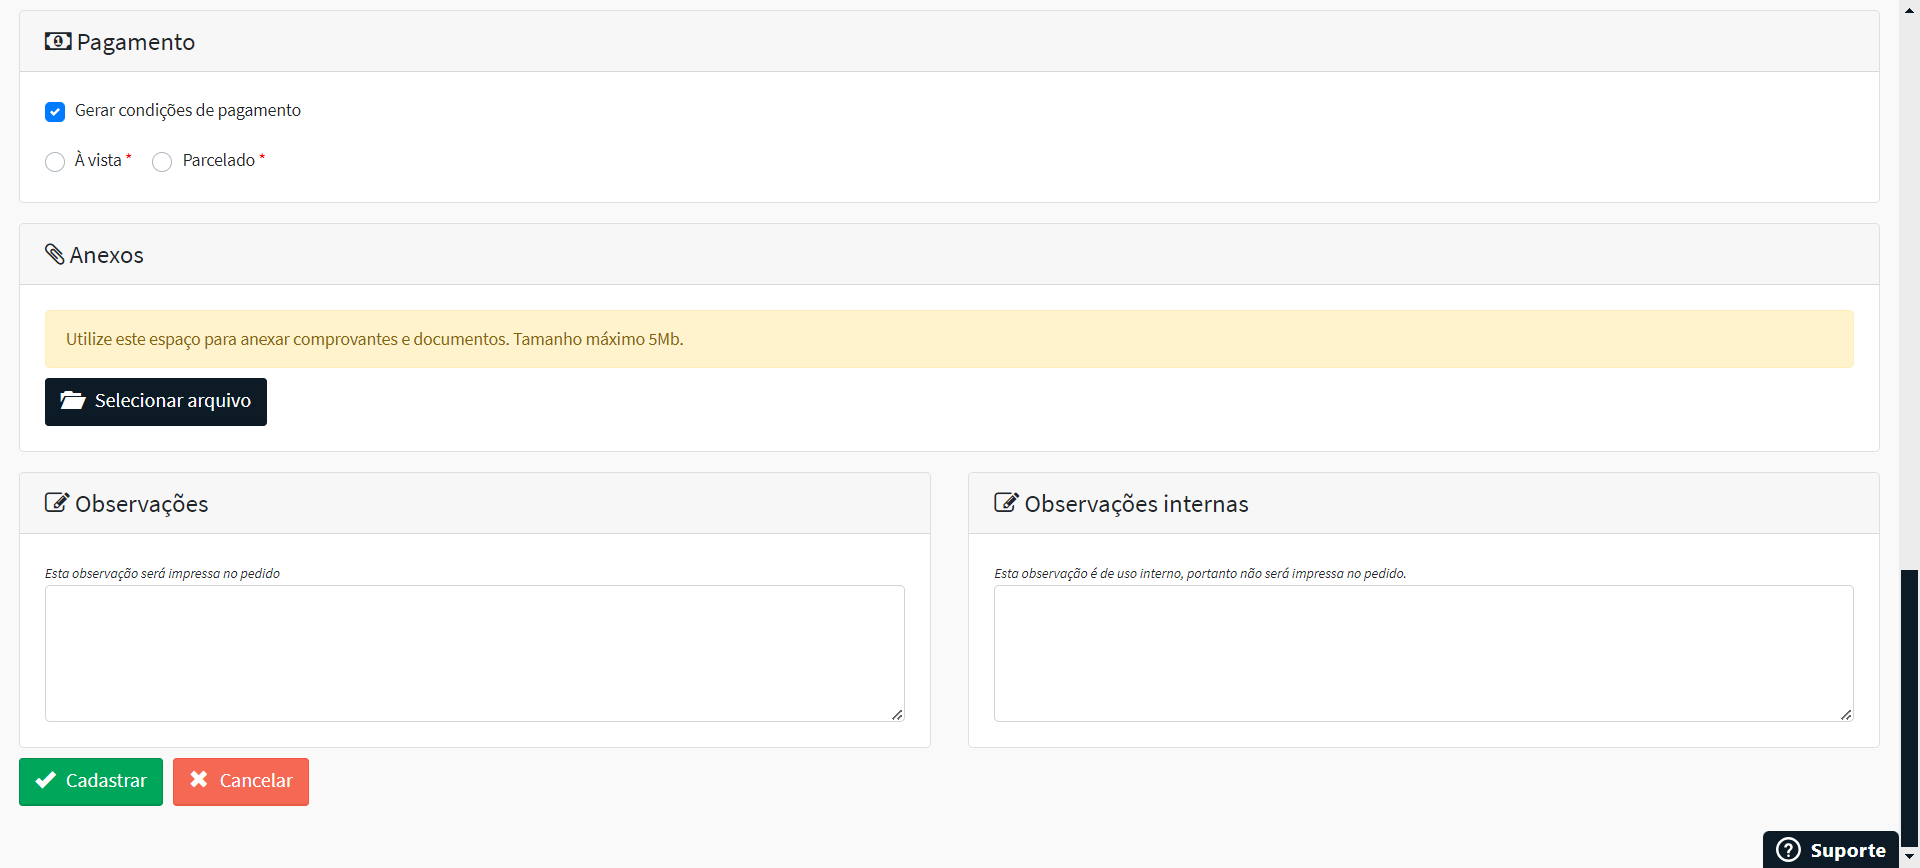 Pagamento
Gerar condições de pagamento
À vista * Parcelado *
Anexos
Utilize este espaço para anexar comprovantes e documentos. Tamanho máximo 5Mb.
Selecionar arquivo
Observações
Esta observação será impressa no pedido
Observações internas
Esta observação é de uso interno, portanto não será impressa no pedido.
Cadastrar
Cancelar
Suporte